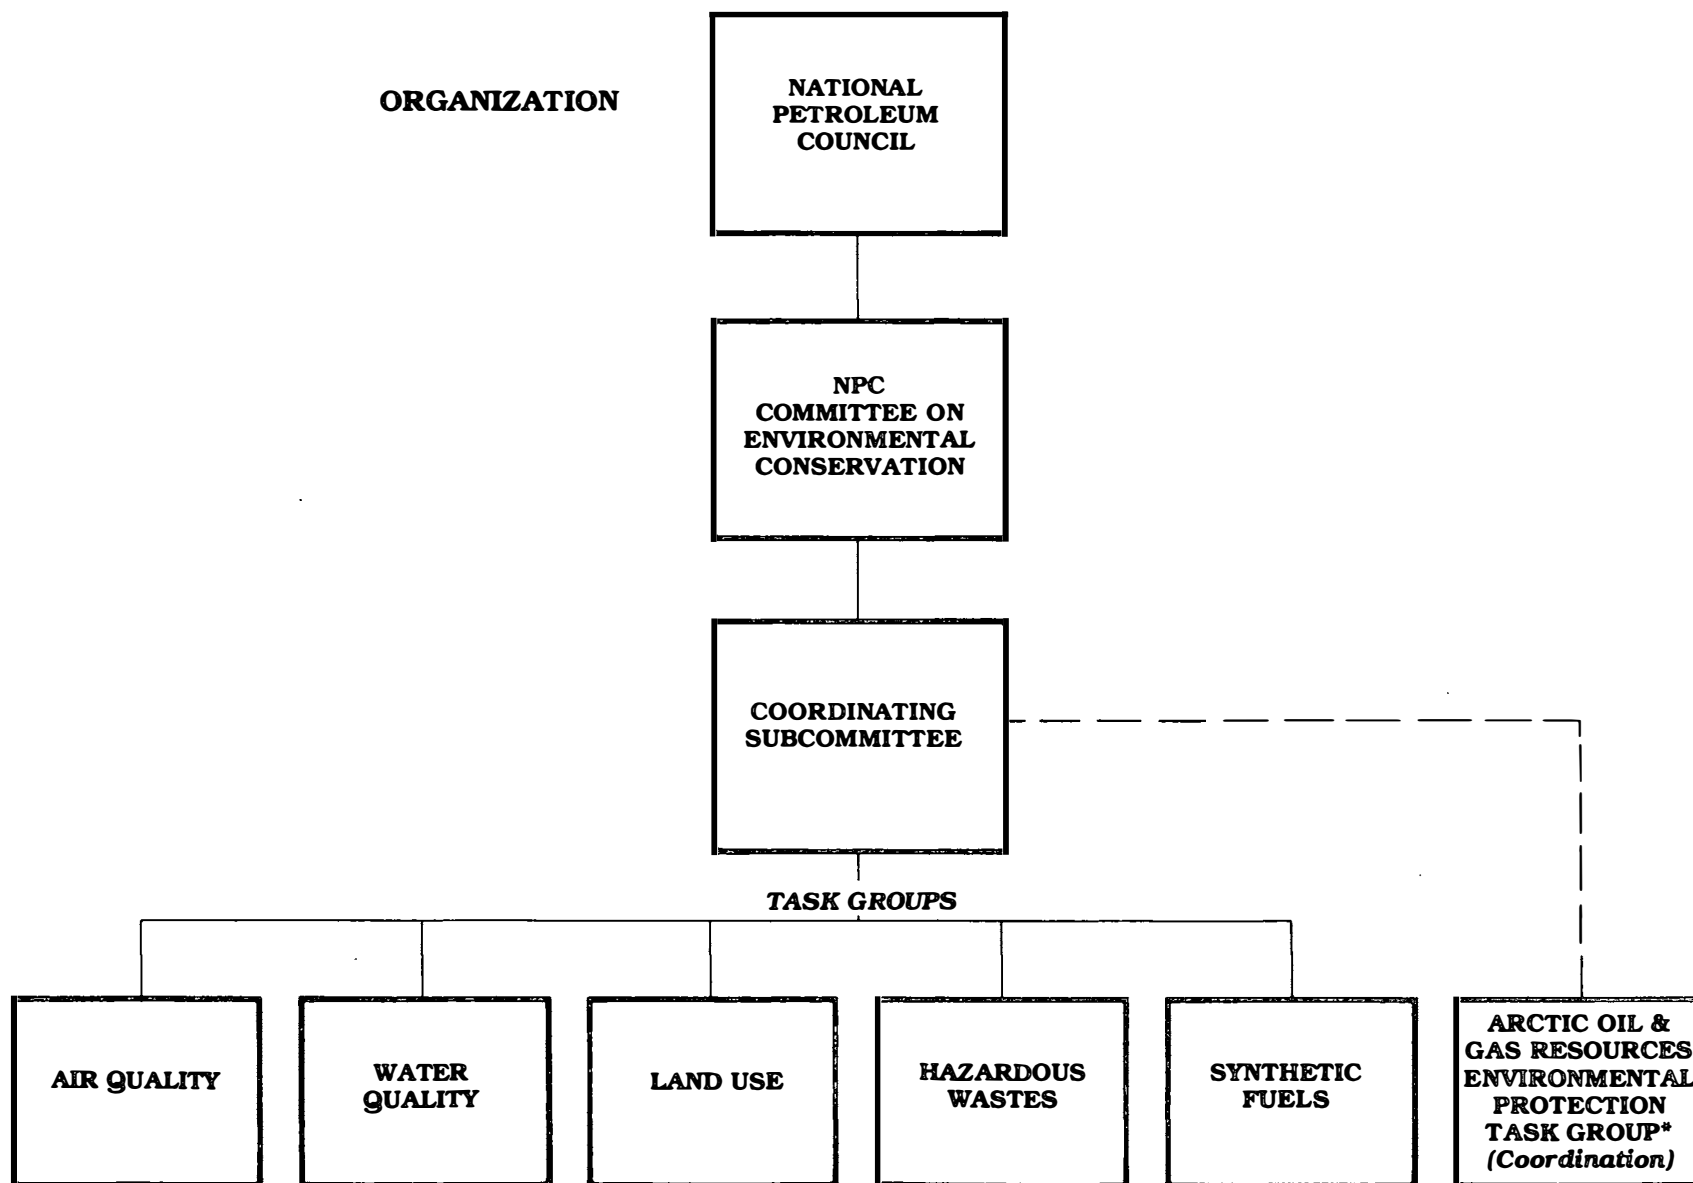 ORGANIZATION
NATIONAL
PETROLEUM
COUNCIL
NPC
COMMITTEE ON
ENVIRONMENTAL
CONSERVATION
COORDINATING
SUBCOMMITTEE
TASK GROUPS
AIR QUALITY
WATER
QUALITY
LAND USE
HAZARDOUS
WASTES
SYNTHETIC
FUELS
ARCTIC OIL &
GAS RESOURCES
ENVIRONMENTAL
PROTECTION
TASK GROUP*
(Coordination)